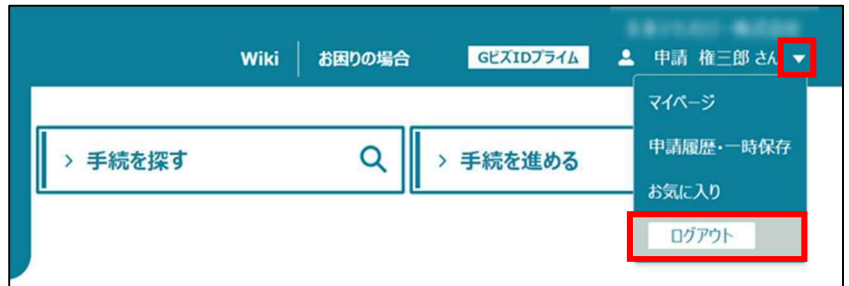 Wiki お困りの場合 GビズIDプライム 申請 権三郎 さん
マイページ
手続を探す 手続を進める
申請履歴・一時保存
お気に入り
ログアウト